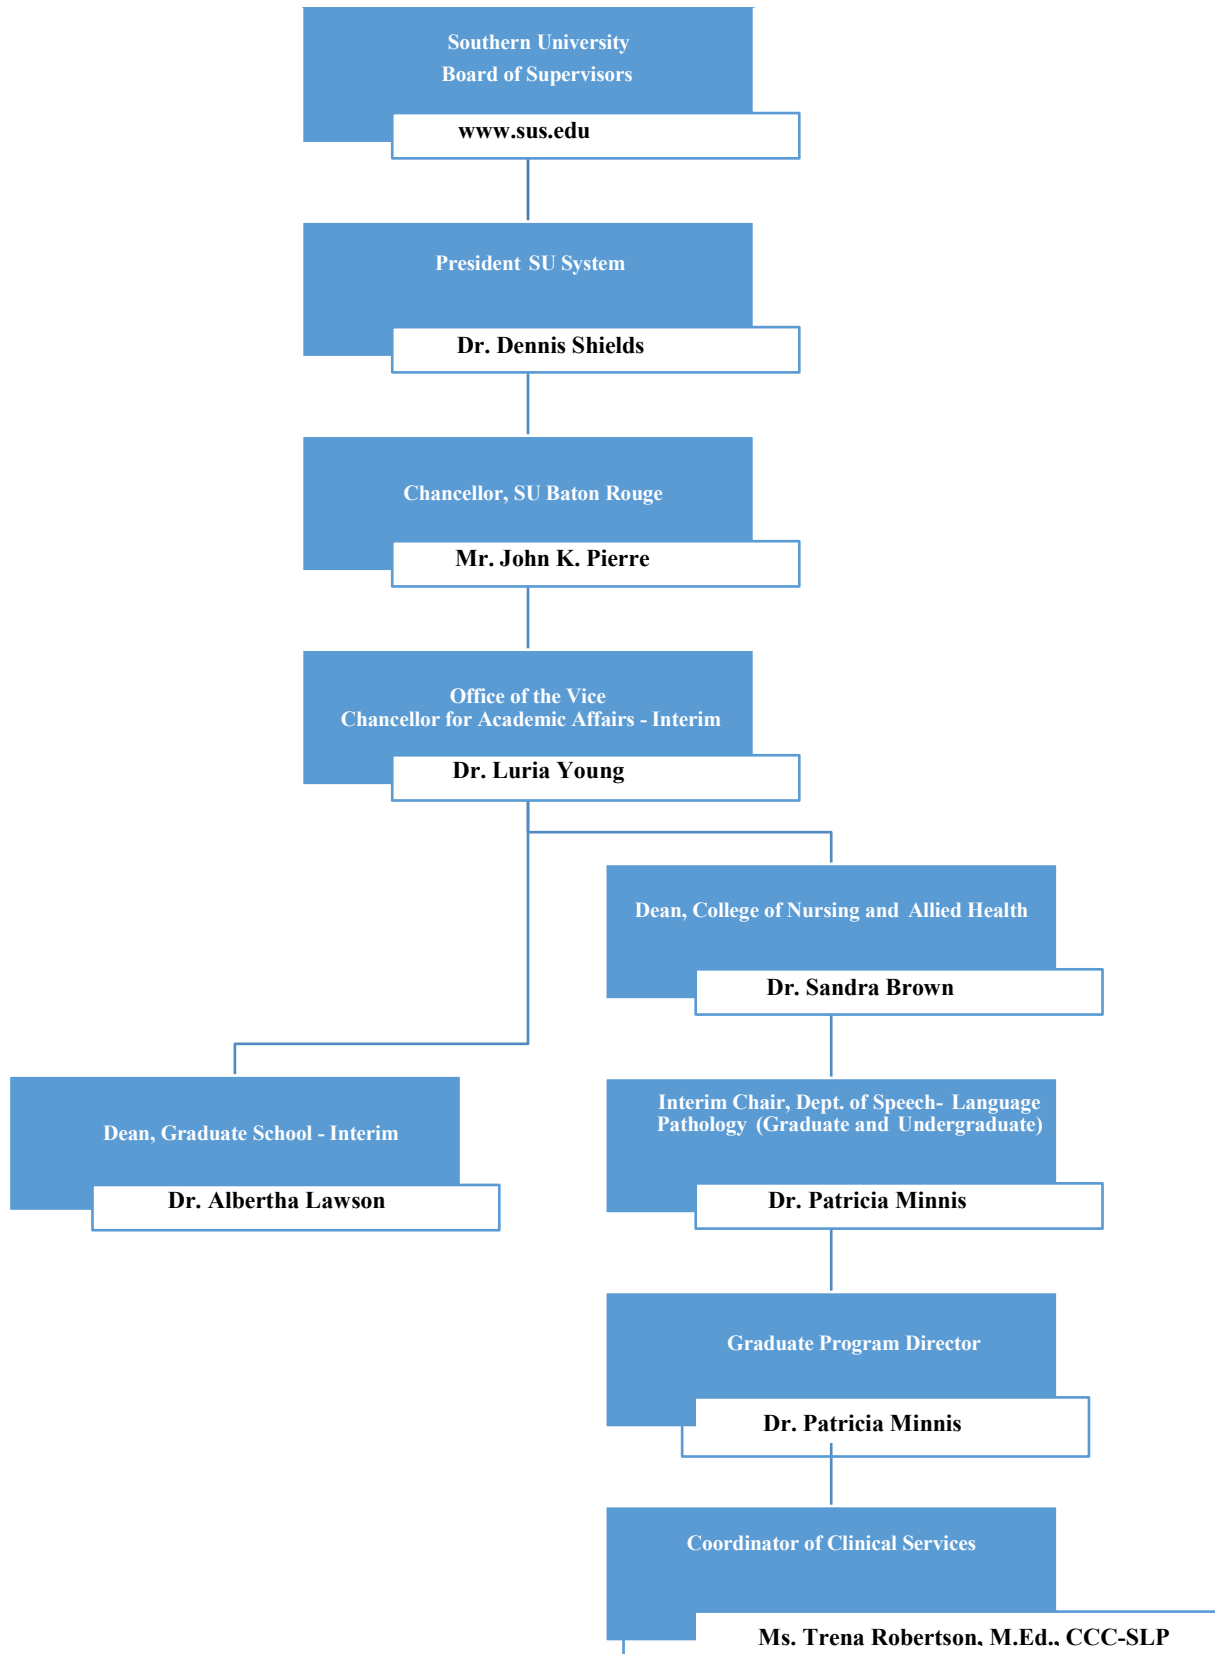 Southern University
Board of Supervisors
www.sus.edu
President SU System
Dr. Dennis Shields
Chancellor, SU Baton Rouge
Mr. John K. Pierre
Office of the Vice
Chancellor for Academic Affairs - Interim
Dr. Luria Young
Dean, College of Nursing and Allied Health
Dr. Sandra Brown
Dean, Graduate School - Interim
Dr. Albertha Lawson
Interim Chair, Dept. of Speech- Language
Pathology (Graduate and Undergraduate)
Dr. Patricia Minnis
Graduate Program Director
Dr. Patricia Minnis
Coordinator of Clinical Services
Ms. Trena Robertson, M.Ed., CCC-SLP